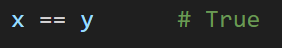 x == y      # True